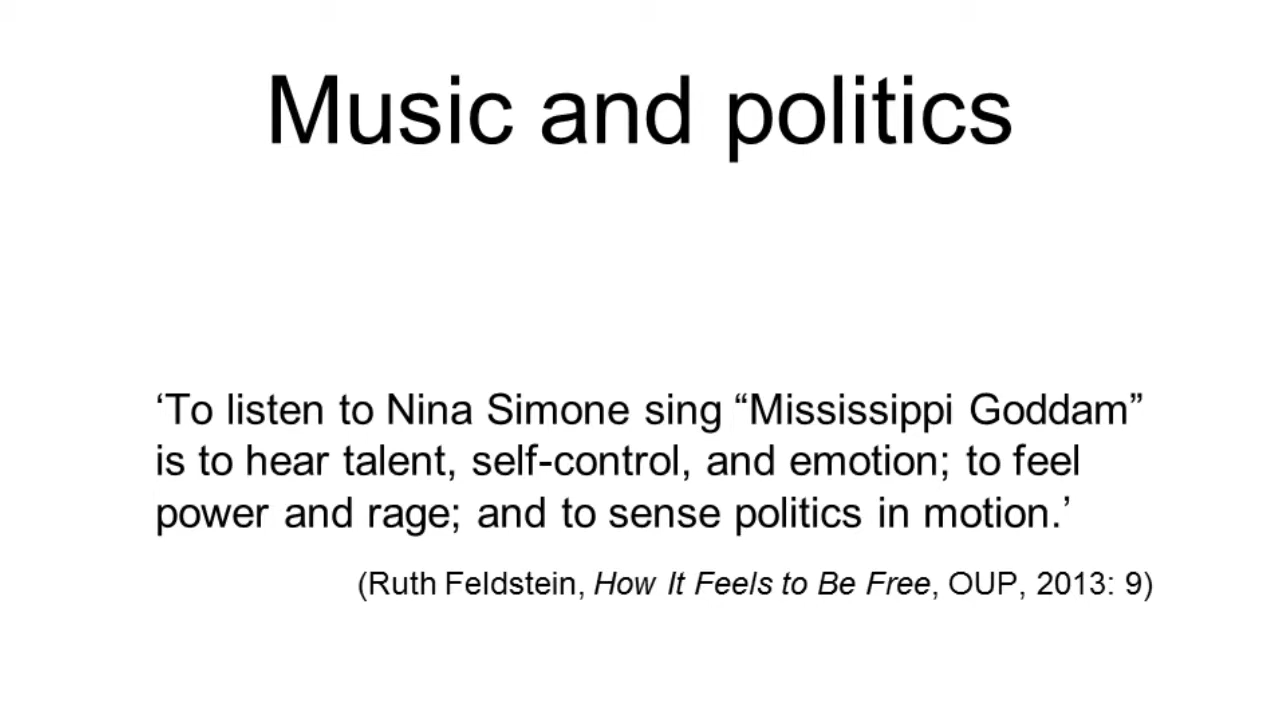 Music and politics
‘To listen to Nina Simone sing “Mississippi Goddam”
is to hear talent, self-control, and emotion; to feel
power and rage; and to sense politics in motion.’
(Ruth Feldstein, How It Feels to Be Free, OUP, 2013: 9)